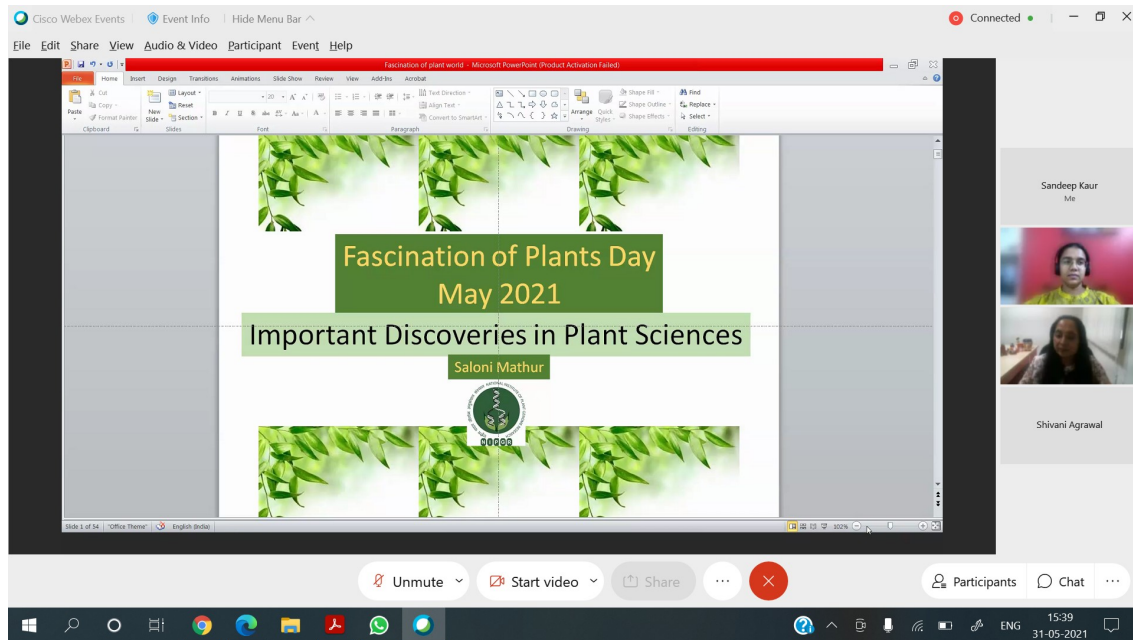 Cisco Webex Events
Event Info
Hide Menu Bar
Connected
File Edit Share View Audio & Video Participant Event Help
Fascination of plant world - Microsoft PowerPoint (Product Activation Failed)
File Home Insert Design Transitions Animations Slide Show Review View Add-Ins Acrobat
Paste
Cut
Copy
Format Painter
Clipboard
New Slide
Layout
Reset
Section
Slides
20
Font
Text Direction
Align Text
Convert to SmartArt
Paragraph
Arrange
Quick Styles
Shape Fill
Shape Outline
Shape Effects
Drawing
Find
Replace
Select
Editing
Fascination of Plants Day
May 2021
Important Discoveries in Plant Sciences
Saloni Mathur
NIPGR
Sandeep Kaur
Me
Shivani Agrawal
Slide 1 of 54 "Office Theme" English (India)
102%
Unmute
Start video
Share
Participants
Chat
ENG
15:39
31-05-2021